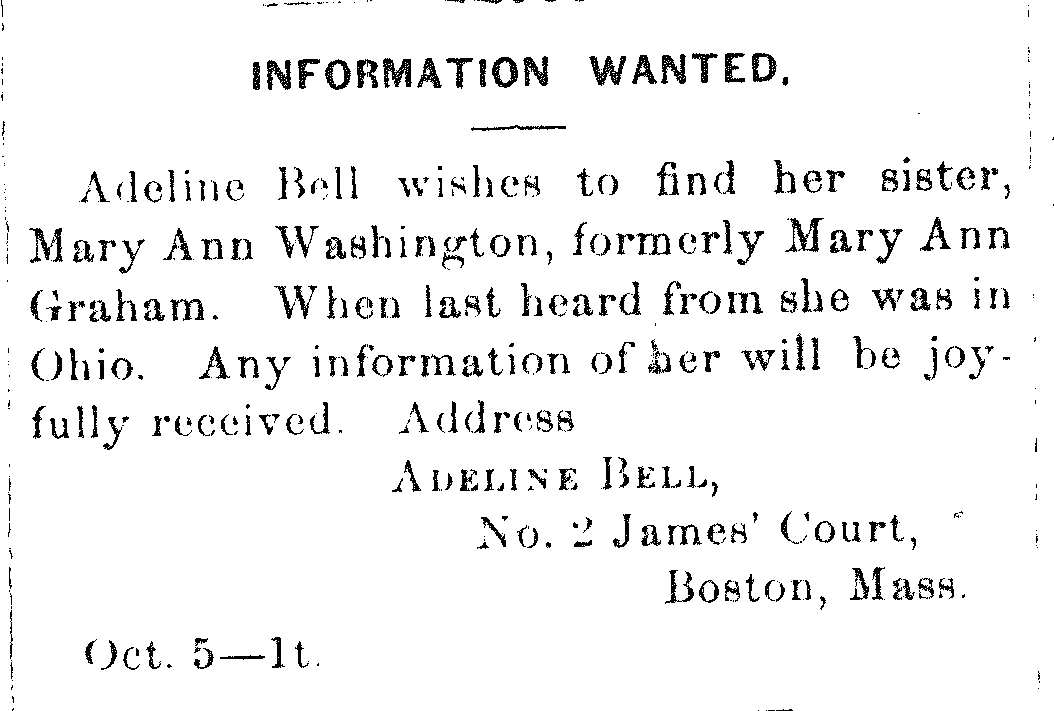 INFORMATION WANTED.
Adeline Bell wishes to find her sister,
Mary Ann Washington, formerly Mary Ann
Graham. When last heard from she was in
Ohio. Any information of her will be joy-
fully received. Address
ADELINE BELL,
No. 2 James' Court,
Boston, Mass.
Oct. 5—1t.